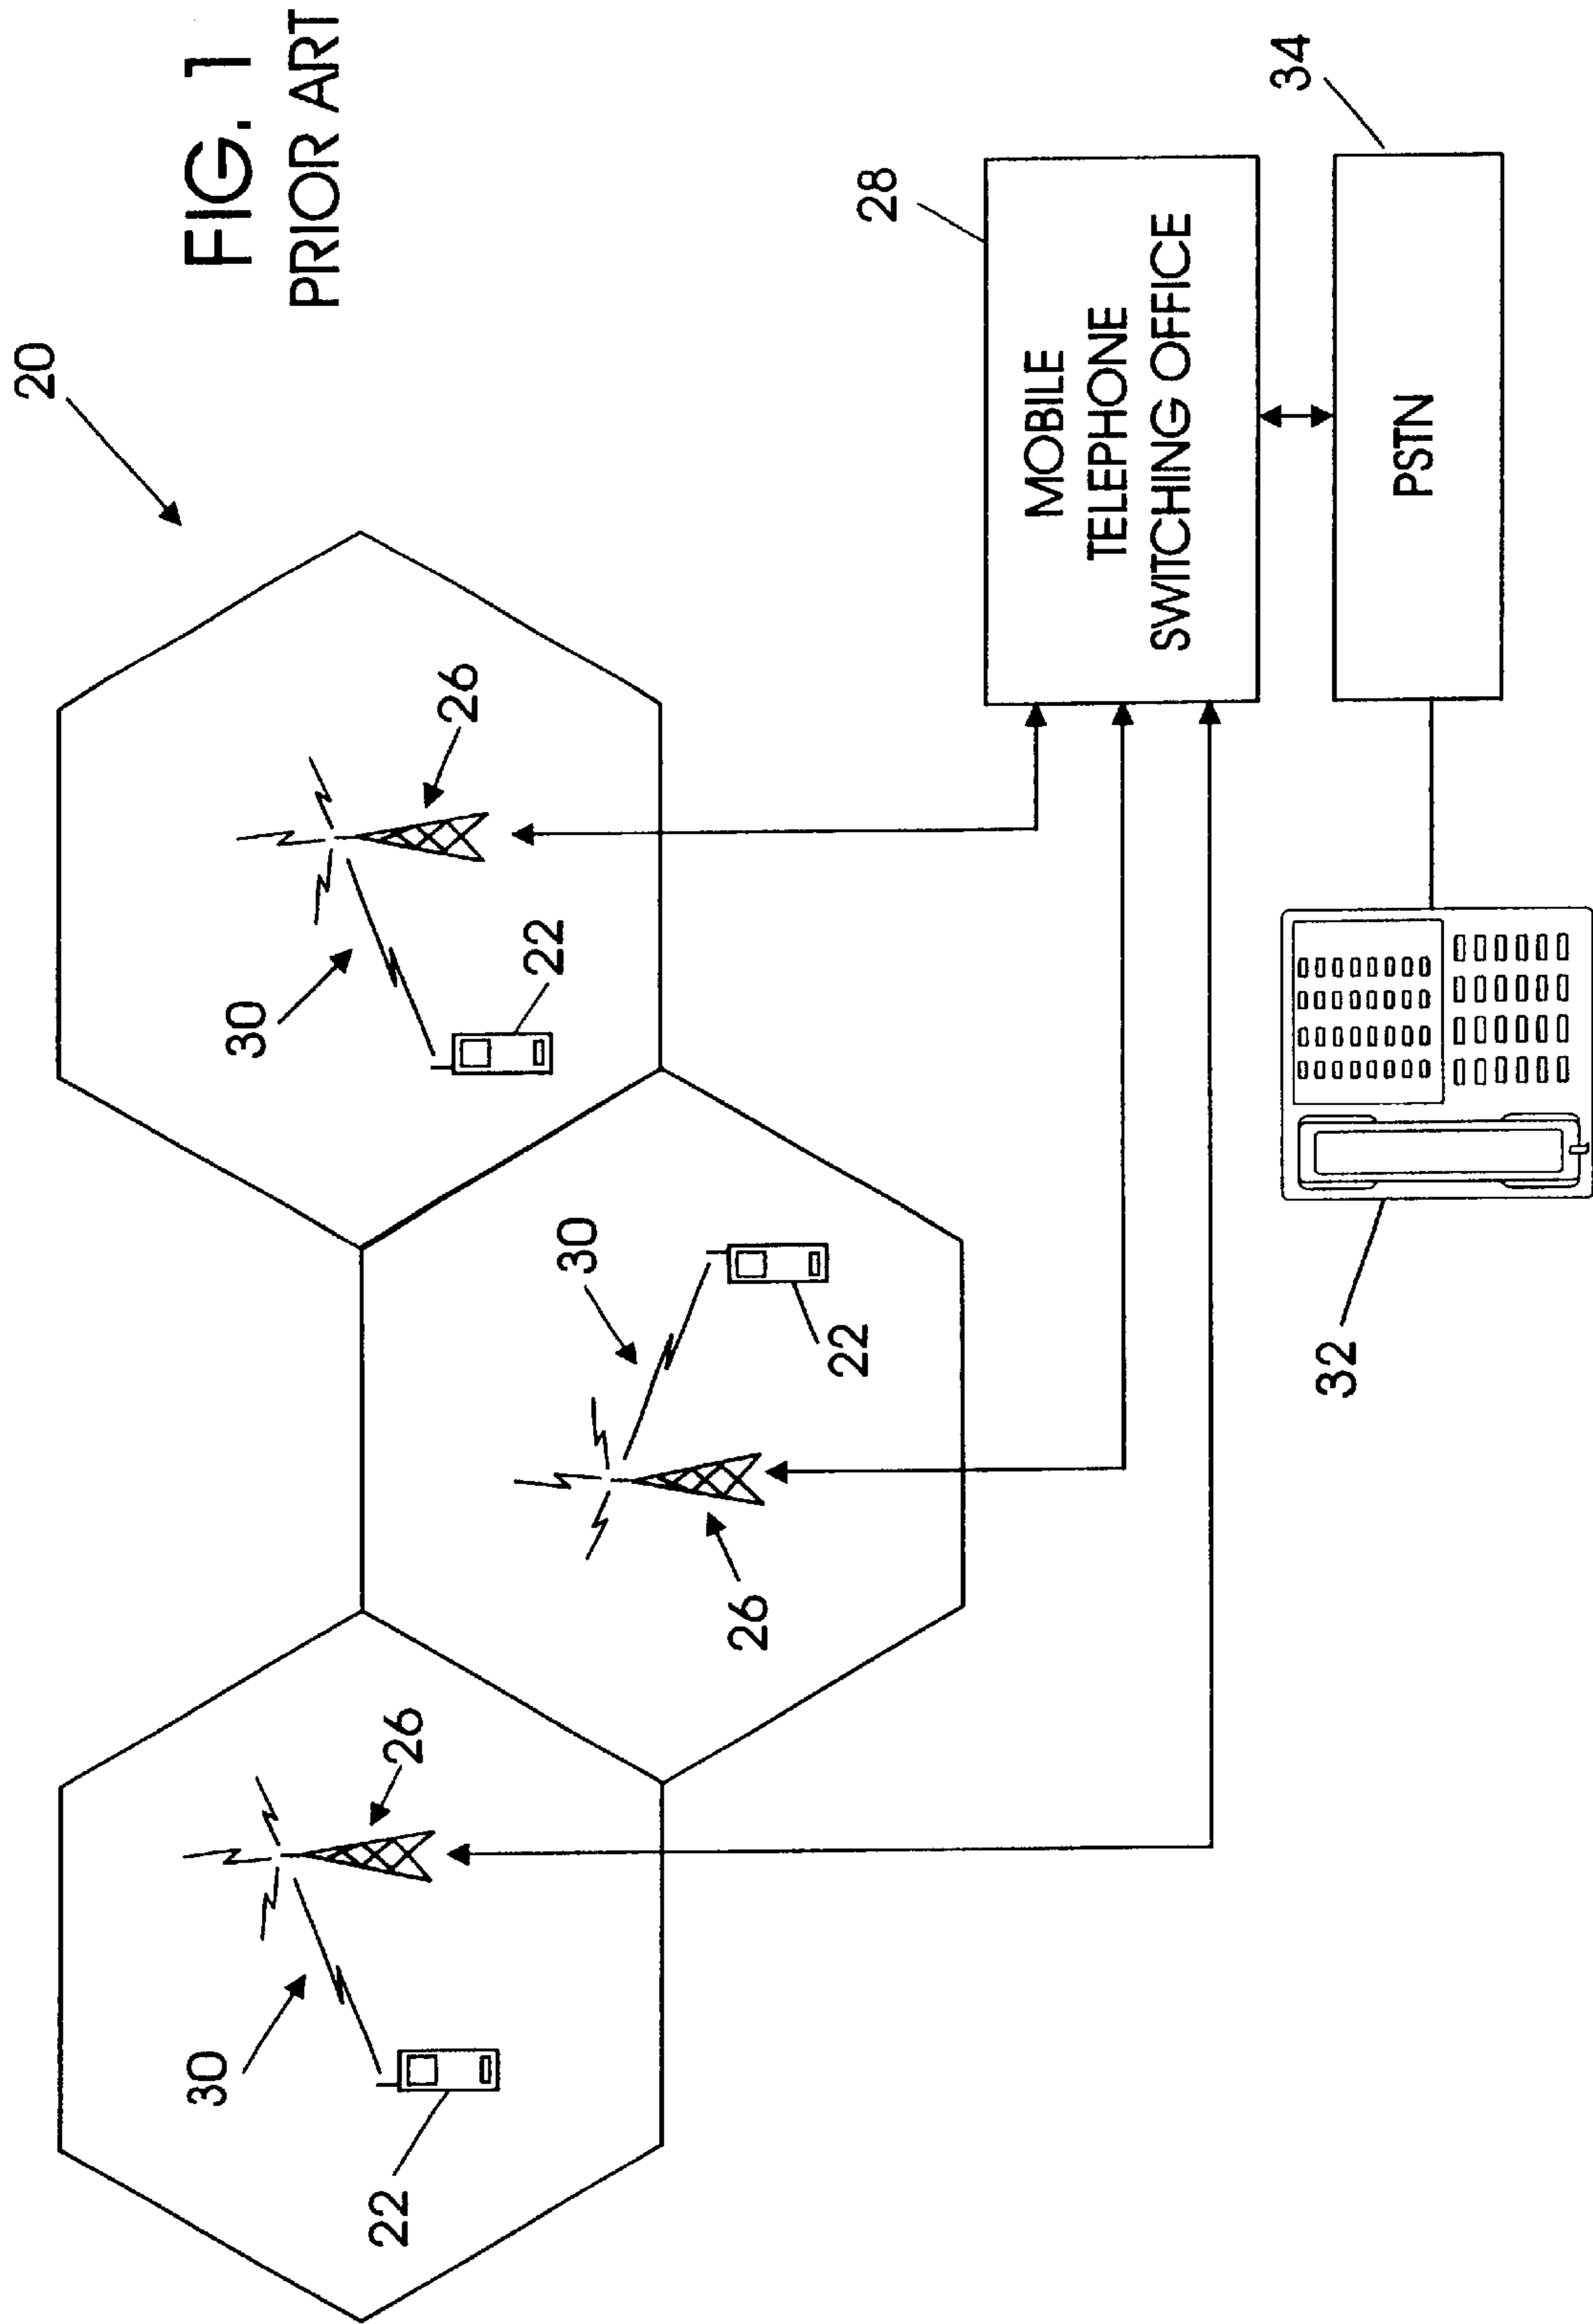 FIG. 1
PRIOR ART
20
26
30
22
30
22
26
26
30
22
28
MOBILE
TELEPHONE
SWITCHING OFFICE
34
PSTN
32